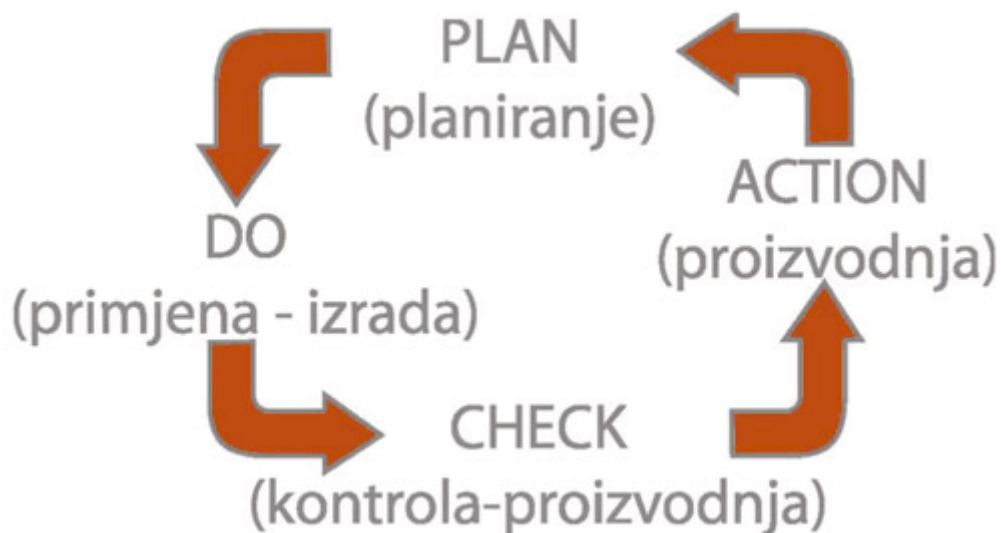 PLAN
(planiranje)
DO
(primjena - izrada)
CHECK
(kontrola-proizvodnja)
ACTION
(proizvodnja)